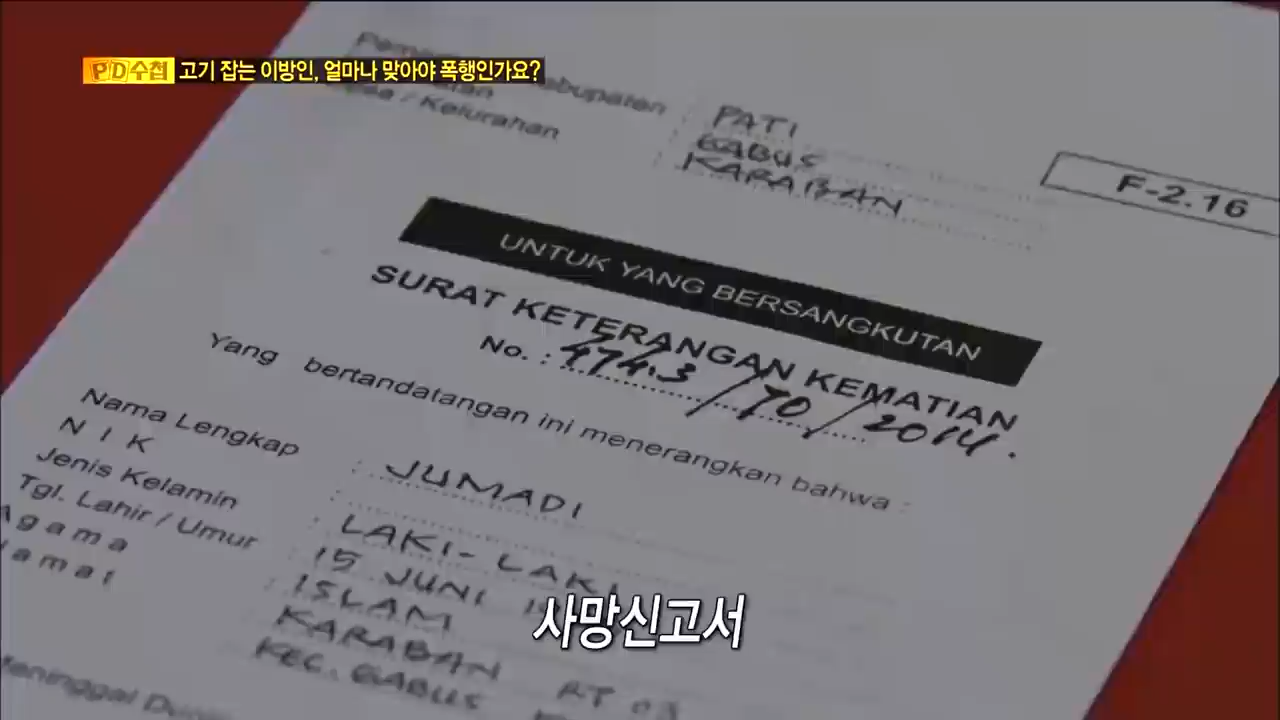 PD수첩 고기 잡는 이방인, 얼마나 맞아야 폭행인가요?
Kelurahan
PATI
GABUS
KARABAN
F-2.16
UNTUK YANG BERSANGKUTAN
SURAT KETERANGAN KEMATIAN
No. : 474.3/70/2014.
Yang bertandatangan ini menerangkan bahwa :
Nama Lengkap : JUMADI
N I K
Jenis Kelamin : LAKI-LAKI
Tgl. Lahir / Umur : 15 JUNI
Agama : ISLAM
KARABAN RT 03
KEC. GABUS
사망신고서